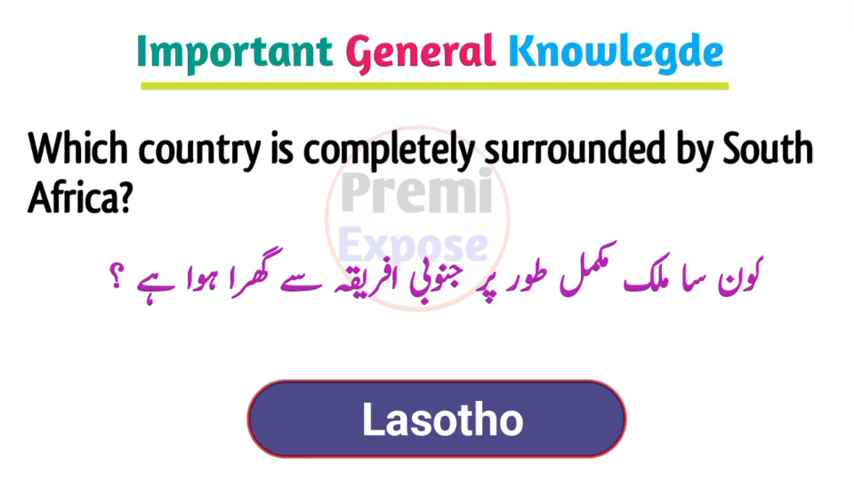 Important General Knowlegde
Which country is completely surrounded by South
Africa?
Premi
Expose
کون سا ملک مکمل طور پر جنوبی افریقہ سے گھرا ہوا ہے ؟
Lasotho